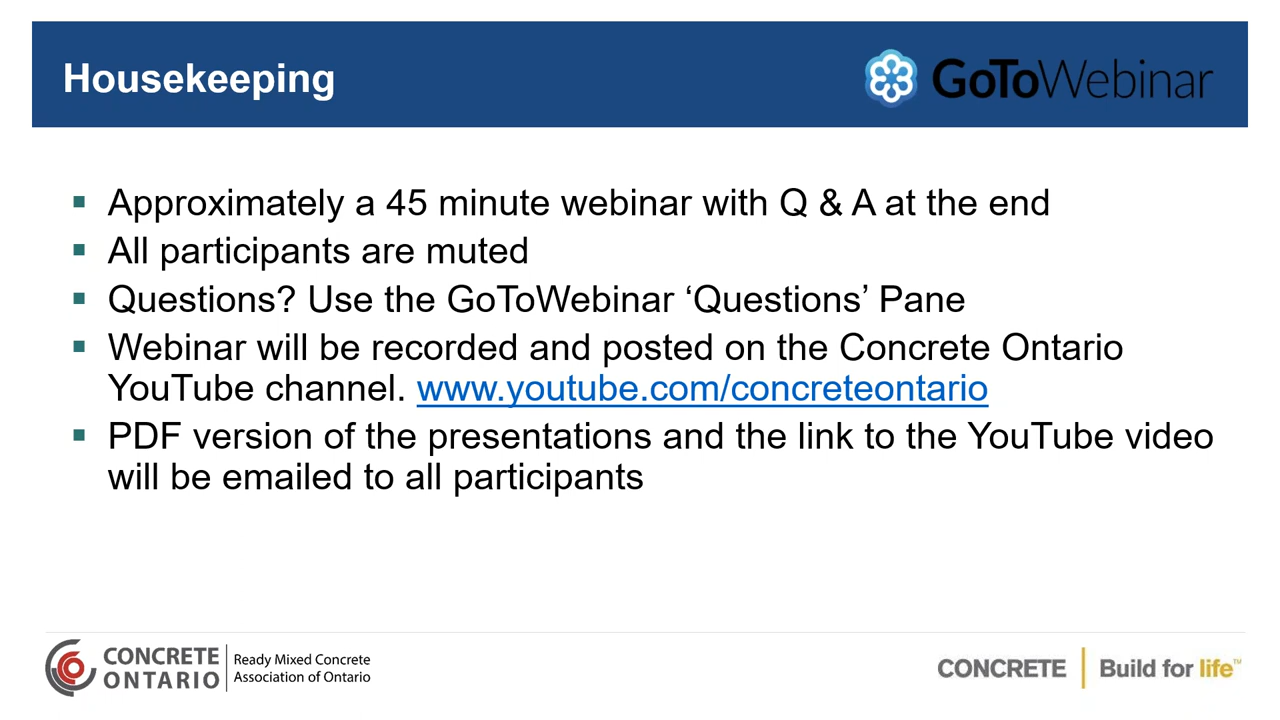 Housekeeping
GoToWebinar
▪ Approximately a 45 minute webinar with Q & A at the end
▪ All participants are muted
▪ Questions? Use the GoToWebinar ‘Questions’ Pane
▪ Webinar will be recorded and posted on the Concrete Ontario
YouTube channel. www.youtube.com/concreteontario
▪ PDF version of the presentations and the link to the YouTube video
will be emailed to all participants
CONCRETE ONTARIO
Ready Mixed Concrete
Association of Ontario
CONCRETE | Build for life™